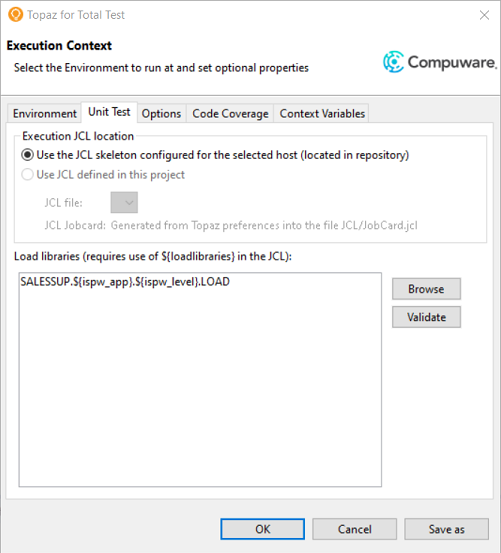 Topaz for Total Test
Execution Context
Select the Environment to run at and set optional properties
Compuware.
Environment Unit Test Options Code Coverage Context Variables
Execution JCL location
Use the JCL skeleton configured for the selected host (located in repository)
Use JCL defined in this project
JCL file:
JCL Jobcard: Generated from Topaz preferences into the file JCL/JobCard.jcl
Load libraries (requires use of ${loadlibraries} in the JCL):
SALESSUP.${ispw_app}.${ispw_level}.LOAD
Browse
Validate
OK Cancel Save as